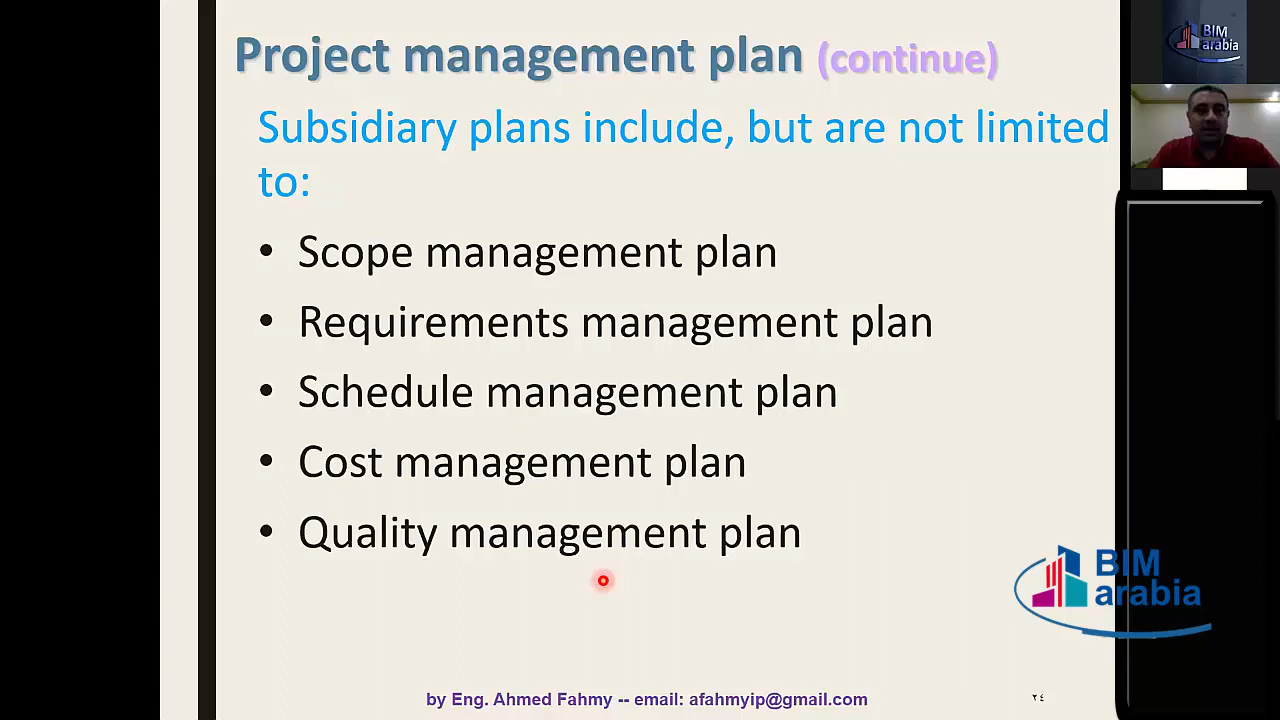 Project management plan (continue)
Subsidiary plans include, but are not limited
to:
• Scope management plan
• Requirements management plan
• Schedule management plan
• Cost management plan
• Quality management plan
by Eng. Ahmed Fahmy -- email: afahmyip@gmail.com
٢٤
BIM
arabia
BIM
arabia